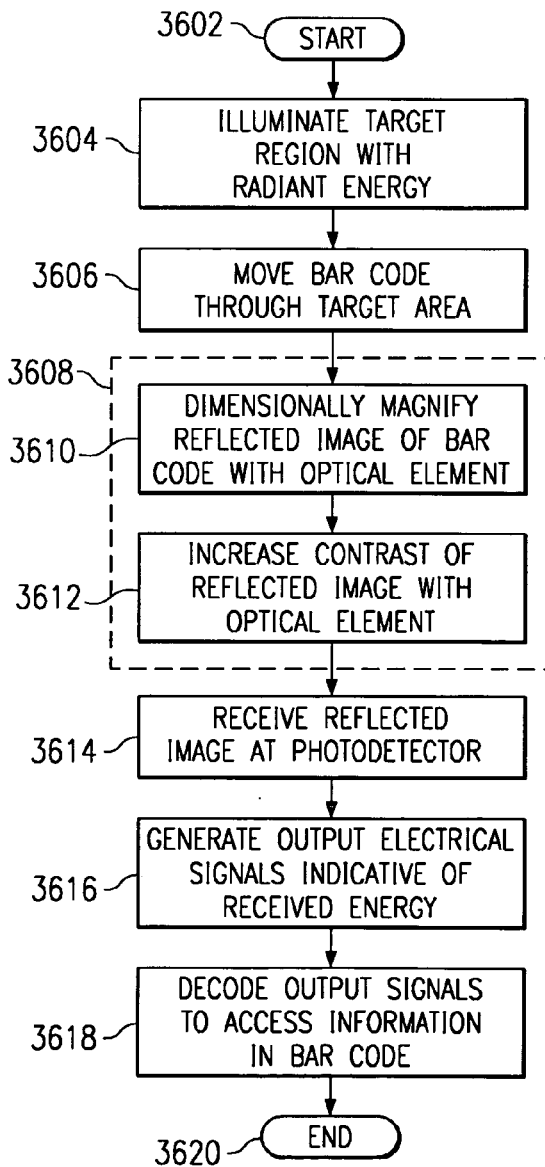 3602
START
3604
ILLUMINATE TARGET
REGION WITH
RADIANT ENERGY
3606
MOVE BAR CODE
THROUGH TARGET AREA
3608
3610
DIMENSIONALLY MAGNIFY
REFLECTED IMAGE OF BAR
CODE WITH OPTICAL ELEMENT
3612
INCREASE CONTRAST OF
REFLECTED IMAGE WITH
OPTICAL ELEMENT
3614
RECEIVE REFLECTED
IMAGE AT PHOTODETECTOR
3616
GENERATE OUTPUT ELECTRICAL
SIGNALS INDICATIVE OF
RECEIVED ENERGY
3618
DECODE OUTPUT SIGNALS
TO ACCESS INFORMATION
IN BAR CODE
3620
END